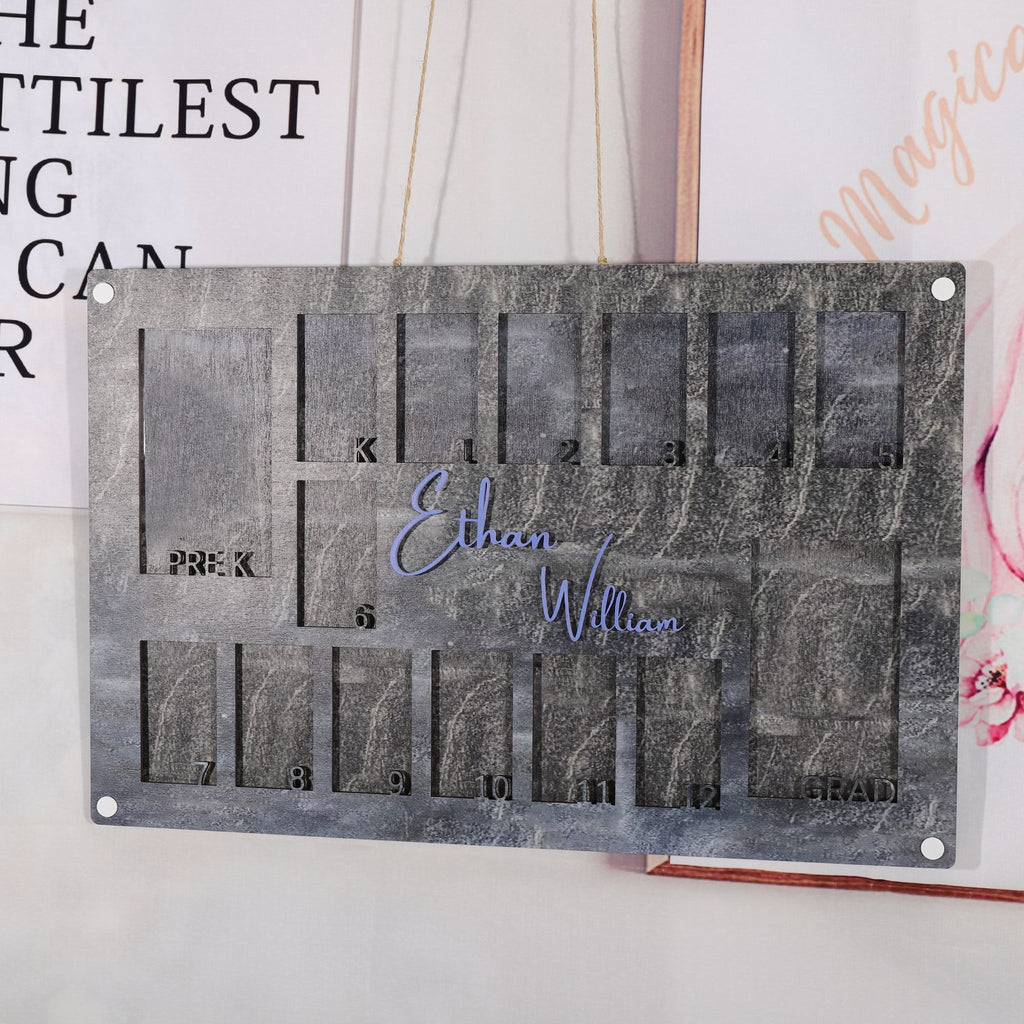 HE
TTILEST
NG
CAN
R
Magica
K 1 2 3 4 5
PRE K
6
Ethan
William
7 8 9 10 11 12
GRAD